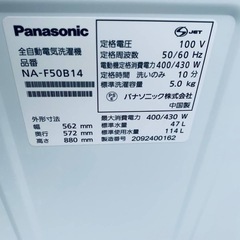 Panasonic
JET
全自動電気洗濯機
品番
NA-F50B14
定格電圧 100 V
定格周波数 50/60 Hz
電動機定格消費電力 400/430 W
定格時間 洗いのみ 10 分
標準洗濯容量 5.0 kg
パナソニック株式会社
中国製
外形寸法
幅 562 mm
奥行 572 mm
高さ 880 mm
最大消費電力 400/430 W
標準水量 47 L
標準使用水量 114 L
製造番号 2092400162